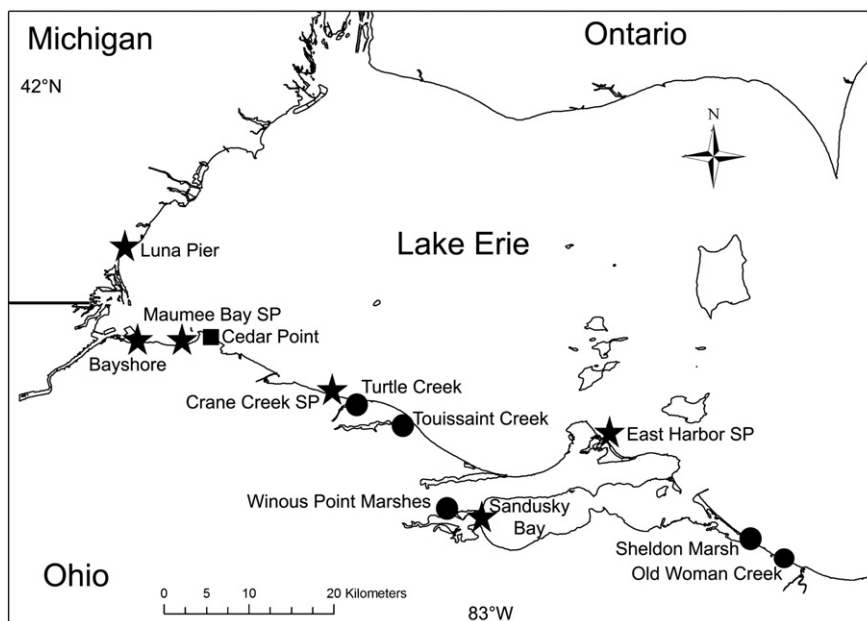 Michigan
Ontario
42°N
N
Lake Erie
Luna Pier
Maumee Bay SP
Cedar Point
Bayshore
Crane Creek SP
Turtle Creek
Touissaint Creek
East Harbor SP
Winous Point Marshes
Sandusky
Bay
Sheldon Marsh
Old Woman Creek
Ohio
0 5 10 20 Kilometers
83°W